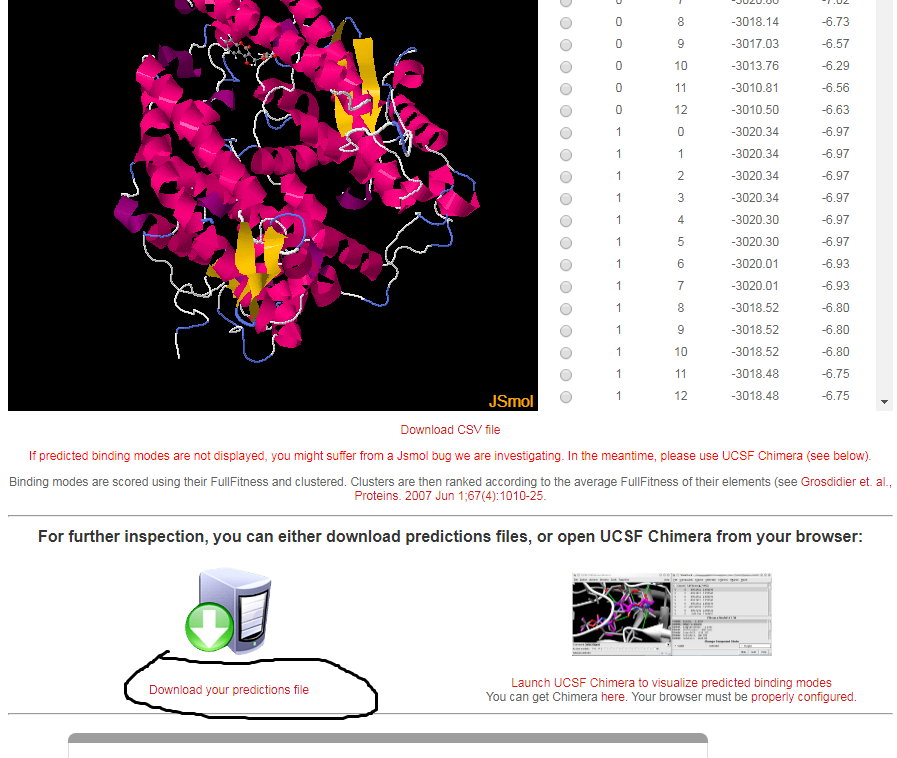 0 7 -3020.86 -7.02
0 8 -3018.14 -6.73
0 9 -3017.03 -6.57
0 10 -3013.76 -6.29
0 11 -3010.81 -6.56
0 12 -3010.50 -6.63
1 0 -3020.34 -6.97
1 1 -3020.34 -6.97
1 2 -3020.34 -6.97
1 3 -3020.34 -6.97
1 4 -3020.30 -6.97
1 5 -3020.30 -6.97
1 6 -3020.01 -6.93
1 7 -3020.01 -6.93
1 8 -3018.52 -6.80
1 9 -3018.52 -6.80
1 10 -3018.52 -6.80
1 11 -3018.48 -6.75
1 12 -3018.48 -6.75
JSmol
Download CSV file
If predicted binding modes are not displayed, you might suffer from a Jsmol bug we are investigating. In the meantime, please use UCSF Chimera (see below).
Binding modes are scored using their FullFitness and clustered. Clusters are then ranked according to the average FullFitness of their elements (see Grosdidier et. al.,
Proteins. 2007 Jun 1;67(4):1010-25.
For further inspection, you can either download predictions files, or open UCSF Chimera from your browser:
Download your predictions file
Launch UCSF Chimera to visualize predicted binding modes
You can get Chimera here. Your browser must be properly configured.